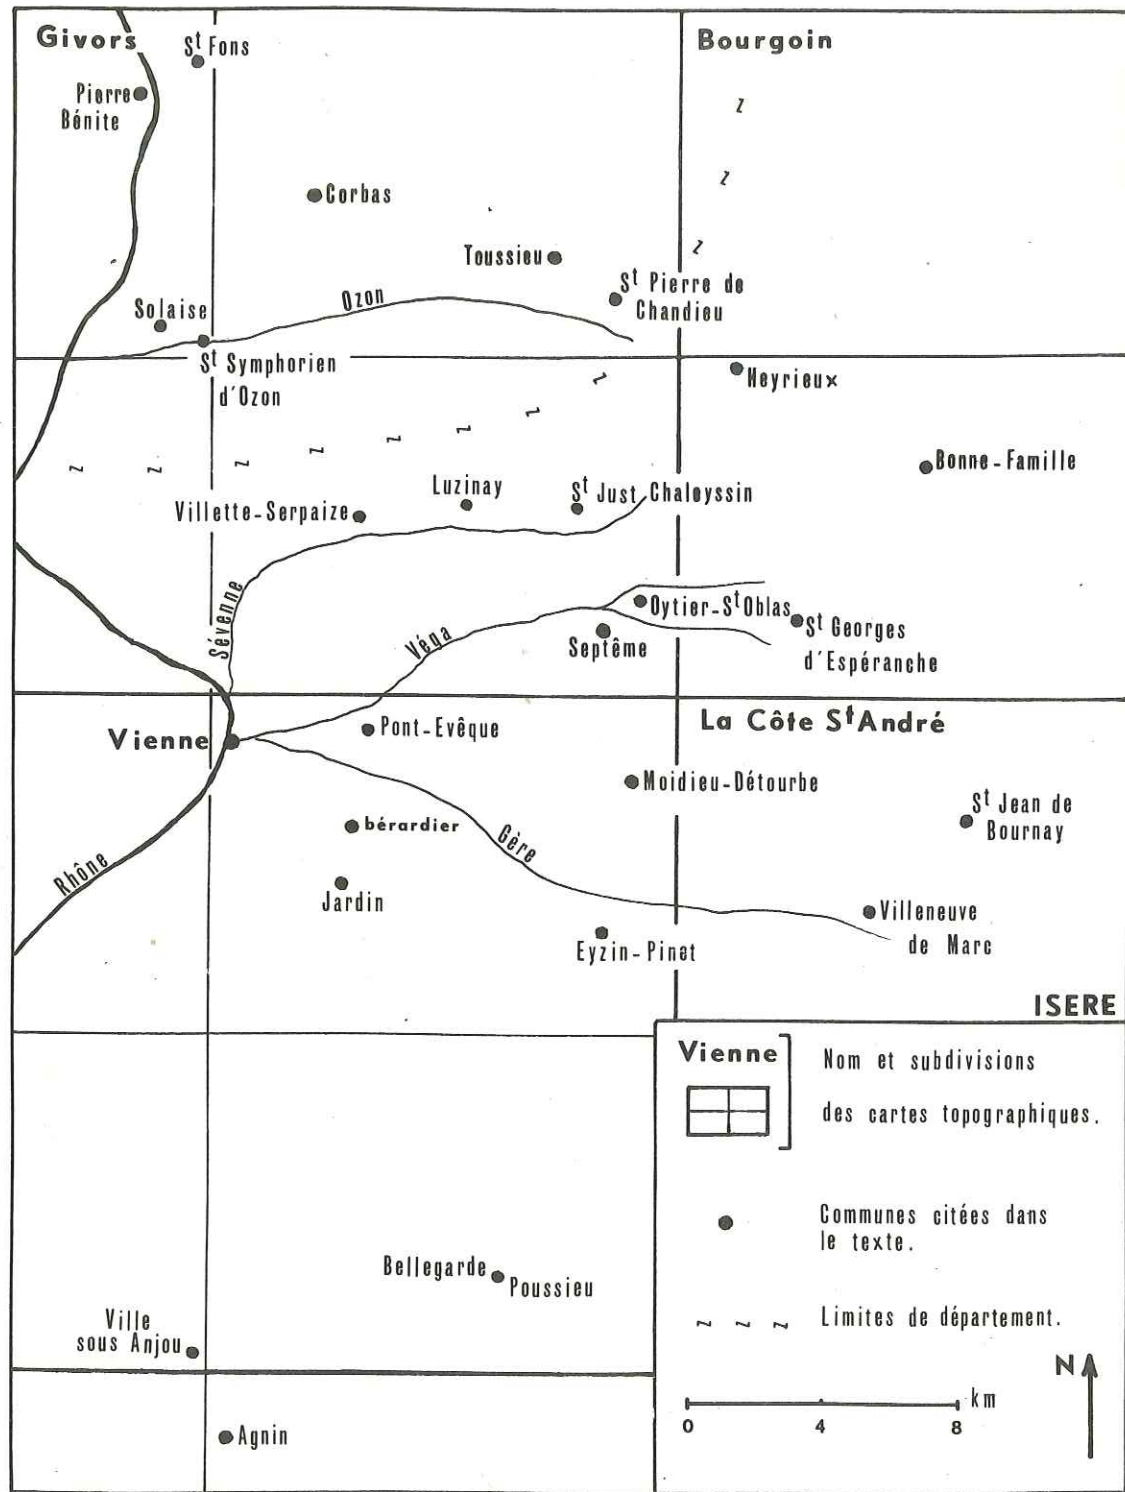 Givors
St Fons
Bourgoin
Pierre
Bénite
Corbas
Toussieu
St Pierre de
Chandieu
Ozon
Solaise
St Symphorien
d'Ozon
Heyrieux
Bonne-Famille
Luzinay
St Just Chaleyssin
Villette-Serpaize
Sévenne
Véga
Oytier-St Oblas
St Georges
d'Espéranche
Septême
La Côte St André
Vienne
Pont-Evêque
Moidieu-Détourbe
St Jean de
Bournay
bérardier
Gère
Rhône
Jardin
Villeneuve
de Marc
Eyzin-Pinet
ISERE
Vienne
Nom et subdivisions
des cartes topographiques.
Communes citées dans
le texte.
Bellegarde
Poussieu
Ville
sous Anjou
Limites de département.
N
km
0 4 8
Agnin